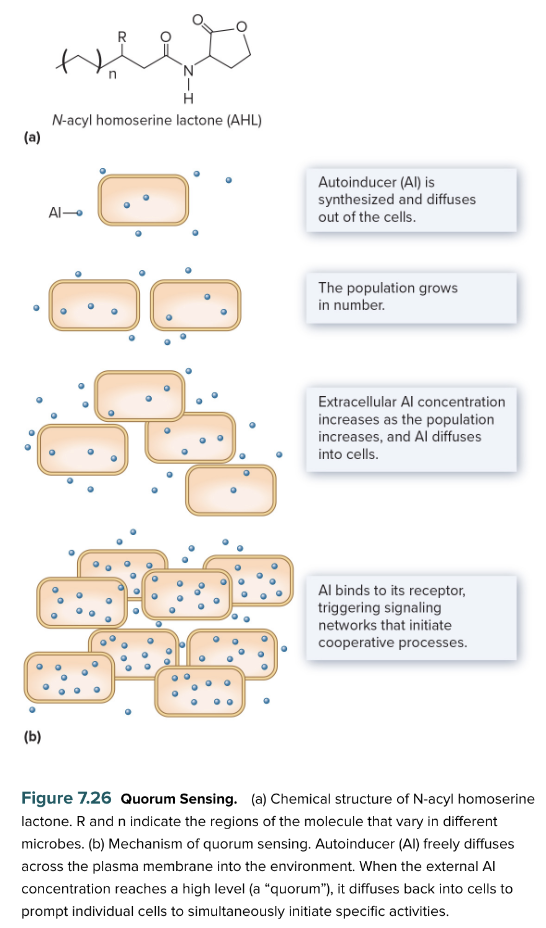 R
O
O
O
n
N
H
N-acyl homoserine lactone (AHL)
(a)
AI
Autoinducer (AI) is
synthesized and diffuses
out of the cells.
The population grows
in number.
Extracellular AI concentration
increases as the population
increases, and AI diffuses
into cells.
AI binds to its receptor,
triggering signaling
networks that initiate
cooperative processes.
(b)
Figure 7.26 Quorum Sensing. (a) Chemical structure of N-acyl homoserine
lactone. R and n indicate the regions of the molecule that vary in different
microbes. (b) Mechanism of quorum sensing. Autoinducer (AI) freely diffuses
across the plasma membrane into the environment. When the external AI
concentration reaches a high level (a “quorum”), it diffuses back into cells to
prompt individual cells to simultaneously initiate specific activities.